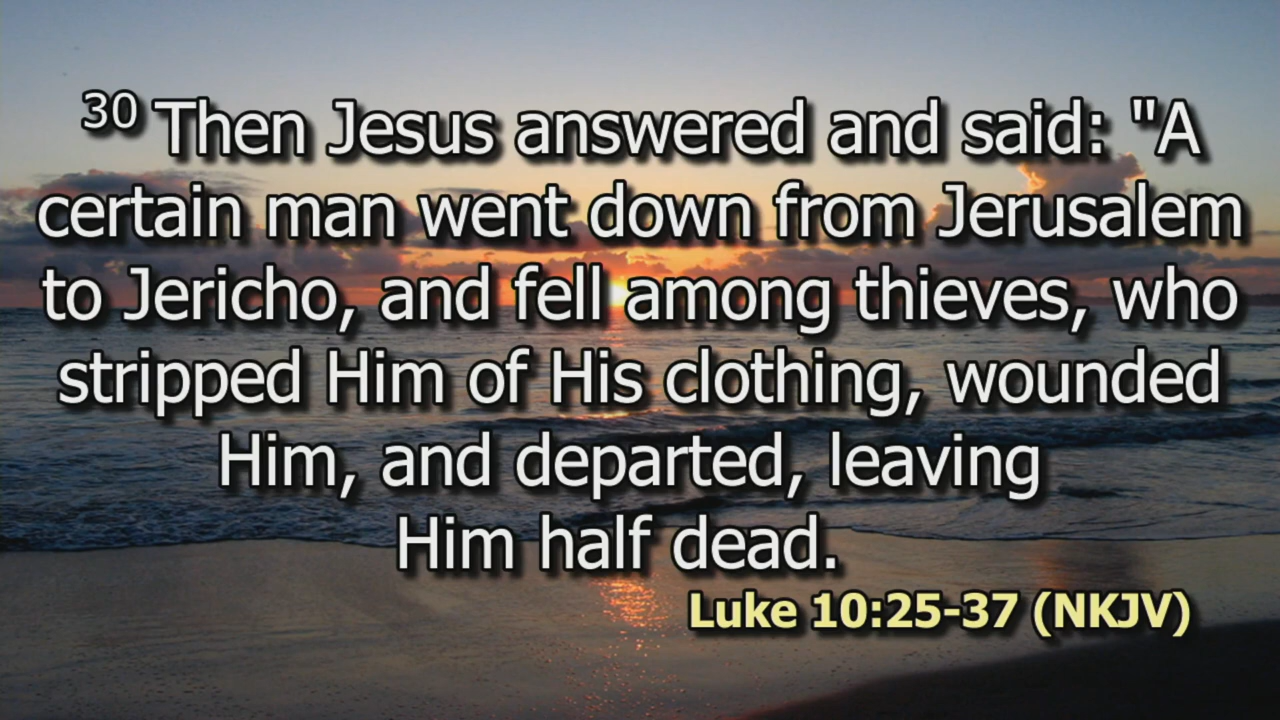 30 Then Jesus answered and said: "A
certain man went down from Jerusalem
to Jericho, and fell among thieves, who
stripped Him of His clothing, wounded
Him, and departed, leaving
Him half dead.
Luke 10:25-37 (NKJV)